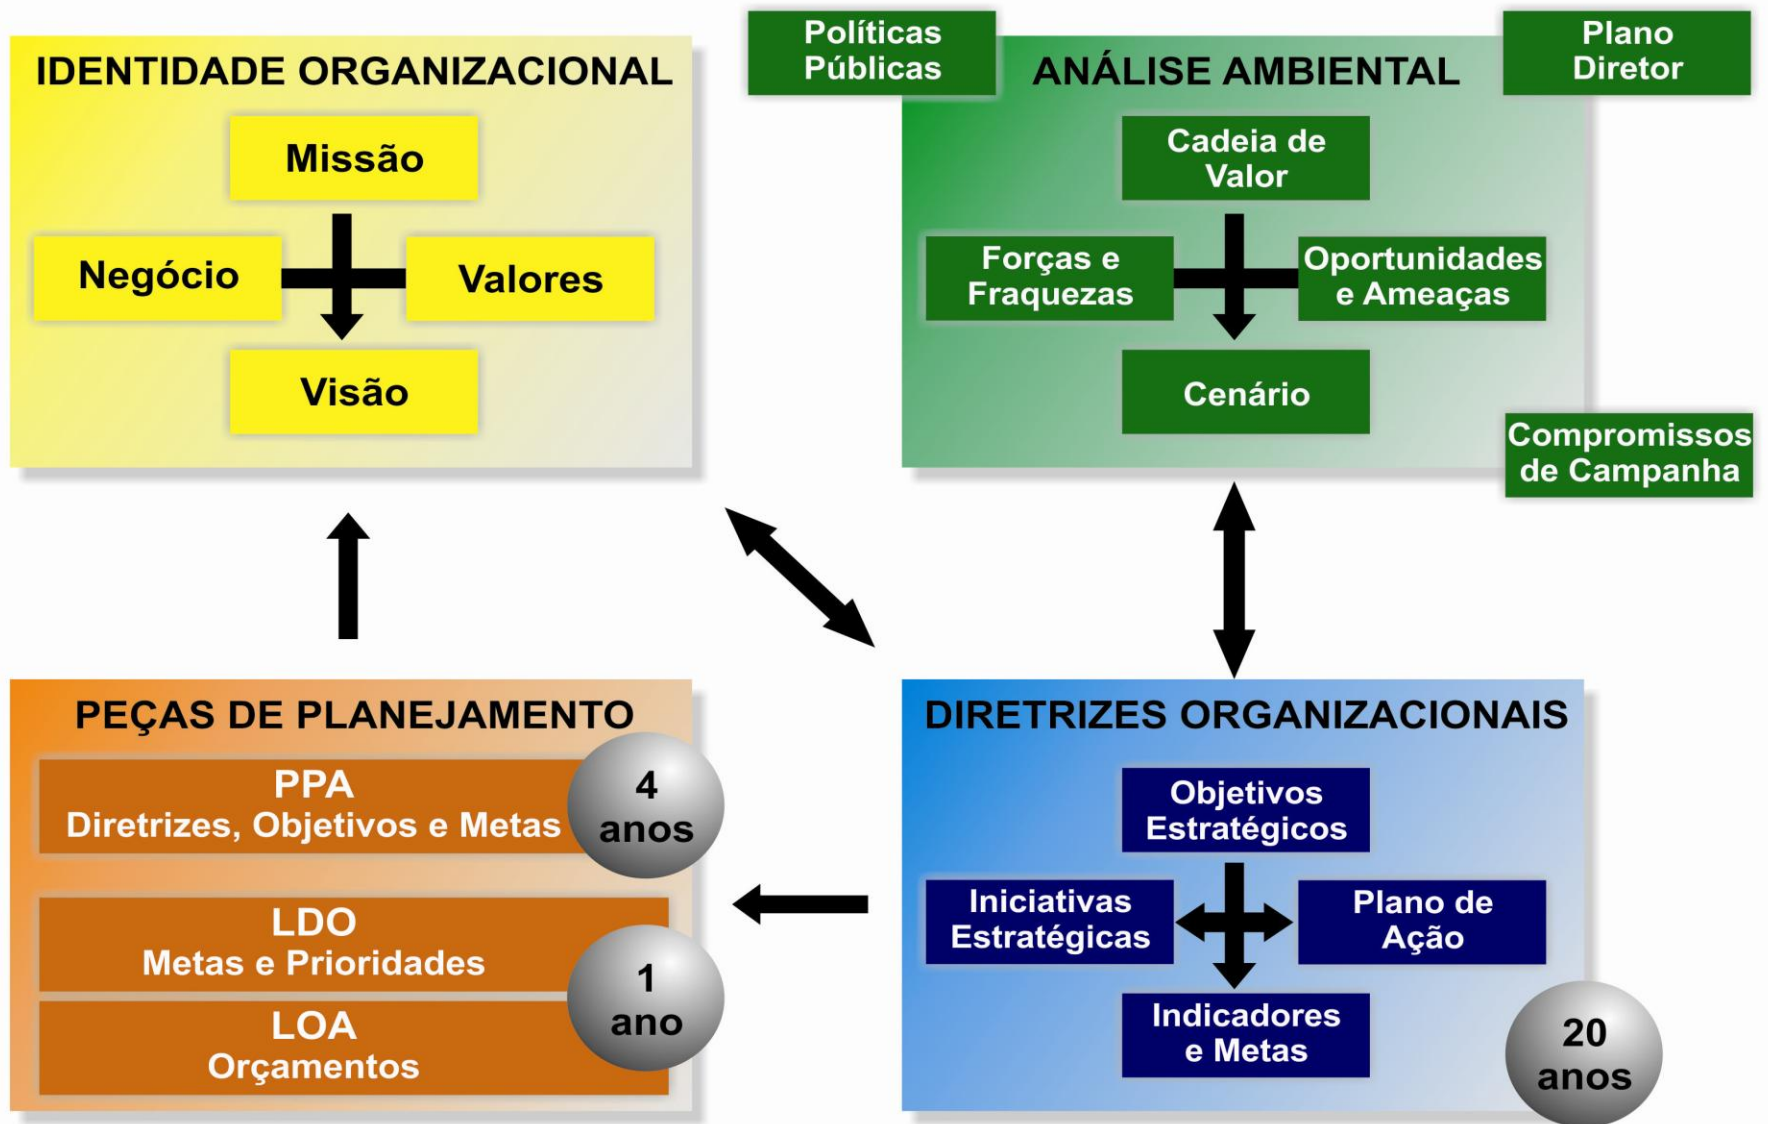 IDENTIDADE ORGANIZACIONAL
Missão
Negócio
Valores
Visão
Políticas
Públicas
ANÁLISE AMBIENTAL
Plano
Diretor
Cadeia de
Valor
Forças e
Fraquezas
Oportunidades
e Ameaças
Cenário
Compromissos
de Campanha
PEÇAS DE PLANEJAMENTO
PPA
Diretrizes, Objetivos e Metas
4
anos
LDO
Metas e Prioridades
1
ano
LOA
Orçamentos
DIRETRIZES ORGANIZACIONAIS
Objetivos
Estratégicos
Iniciativas
Estratégicas
Plano de
Ação
Indicadores
e Metas
20
anos